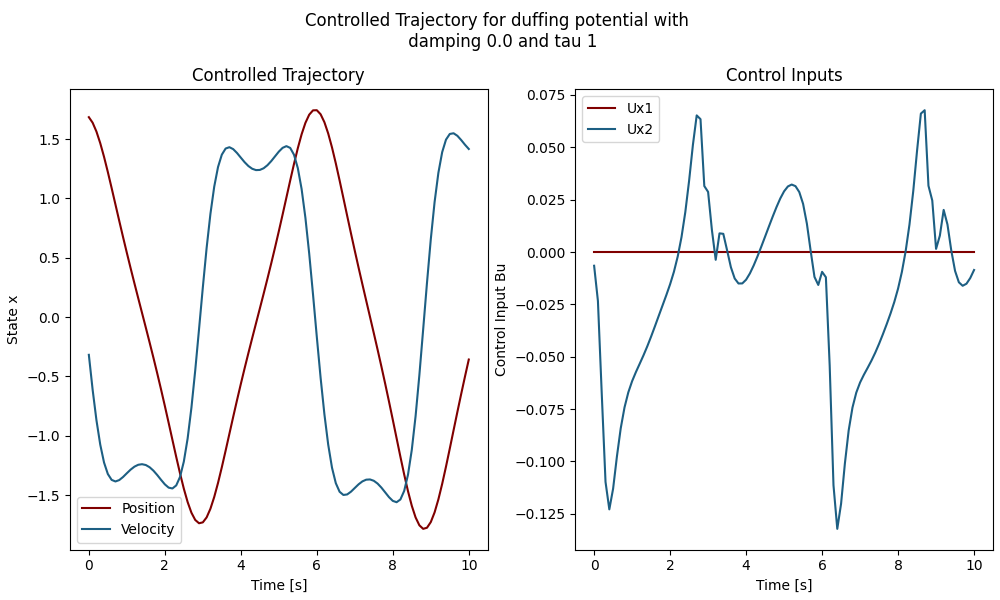 Controlled Trajectory for duffing potential with
damping 0.0 and tau 1
Controlled Trajectory
State x
1.5
1.0
0.5
0.0
−0.5
−1.0
−1.5
Position
Velocity
0 2 4 6 8 10
Time [s]
Control Inputs
Control Input Bu
0.075
0.050
0.025
0.000
−0.025
−0.050
−0.075
−0.100
−0.125
Ux1
Ux2
0 2 4 6 8 10
Time [s]